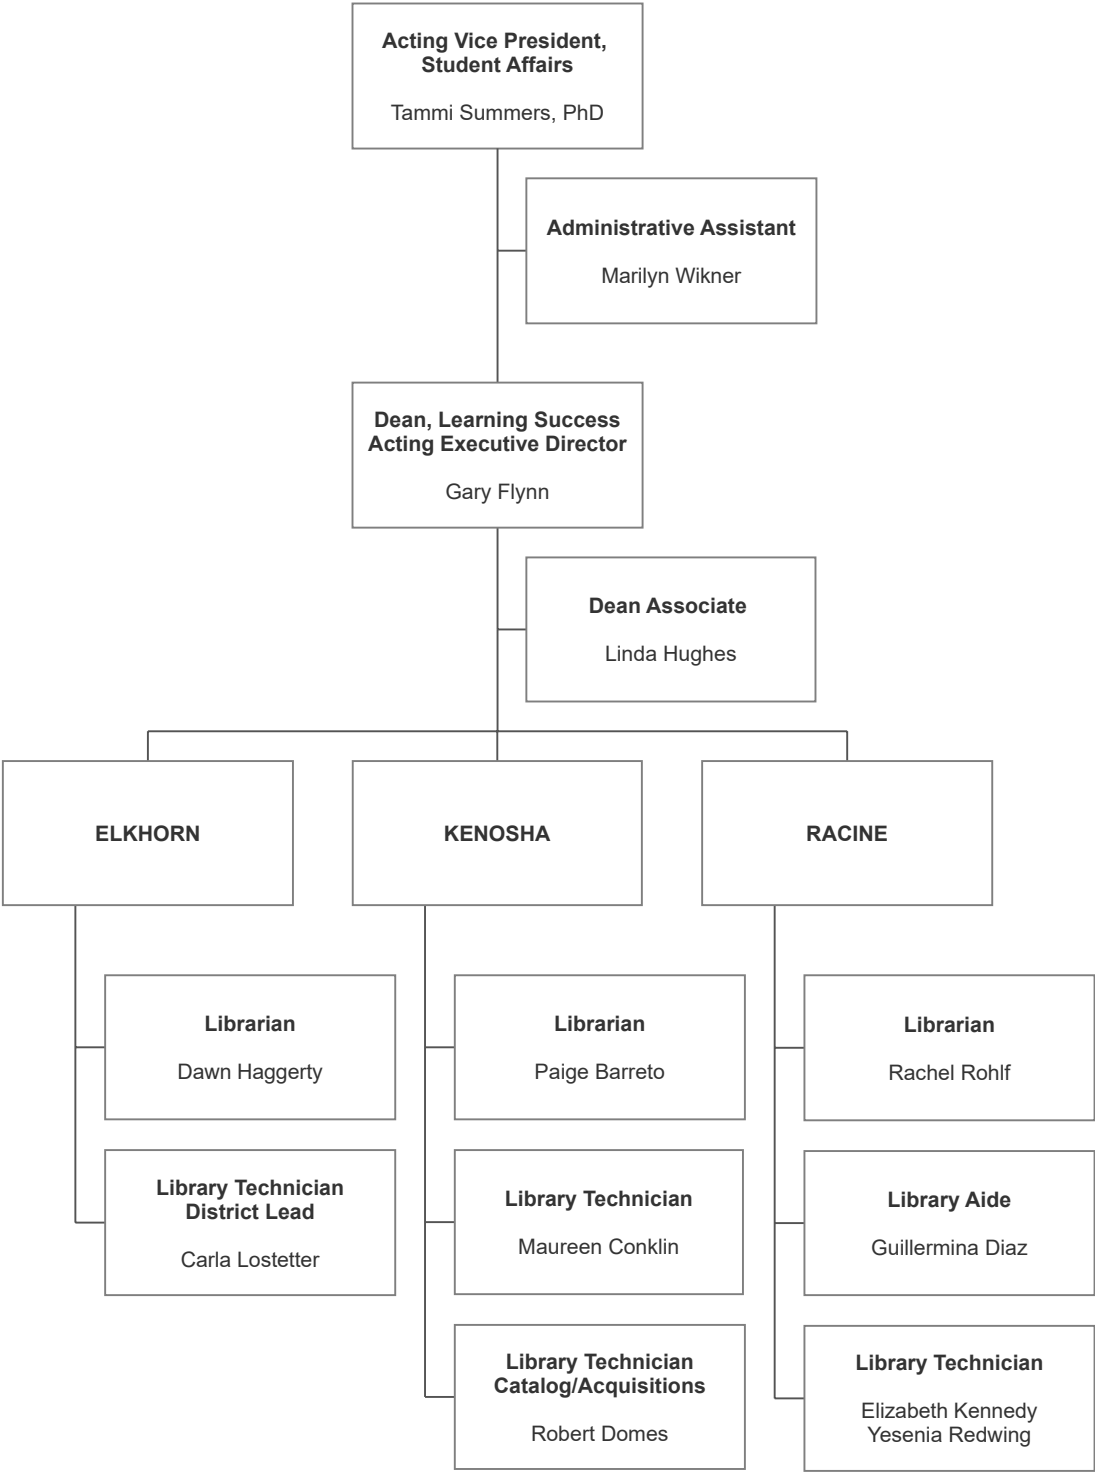 Acting Vice President,
Student Affairs
Tammi Summers, PhD
Administrative Assistant
Marilyn Wikner
Dean, Learning Success
Acting Executive Director
Gary Flynn
Dean Associate
Linda Hughes
ELKHORN
KENOSHA
RACINE
Librarian
Dawn Haggerty
Library Technician
District Lead
Carla Lostetter
Librarian
Paige Barreto
Library Technician
Maureen Conklin
Library Technician
Catalog/Acquisitions
Robert Domes
Librarian
Rachel Rohlf
Library Aide
Guillermina Diaz
Library Technician
Elizabeth Kennedy
Yesenia Redwing